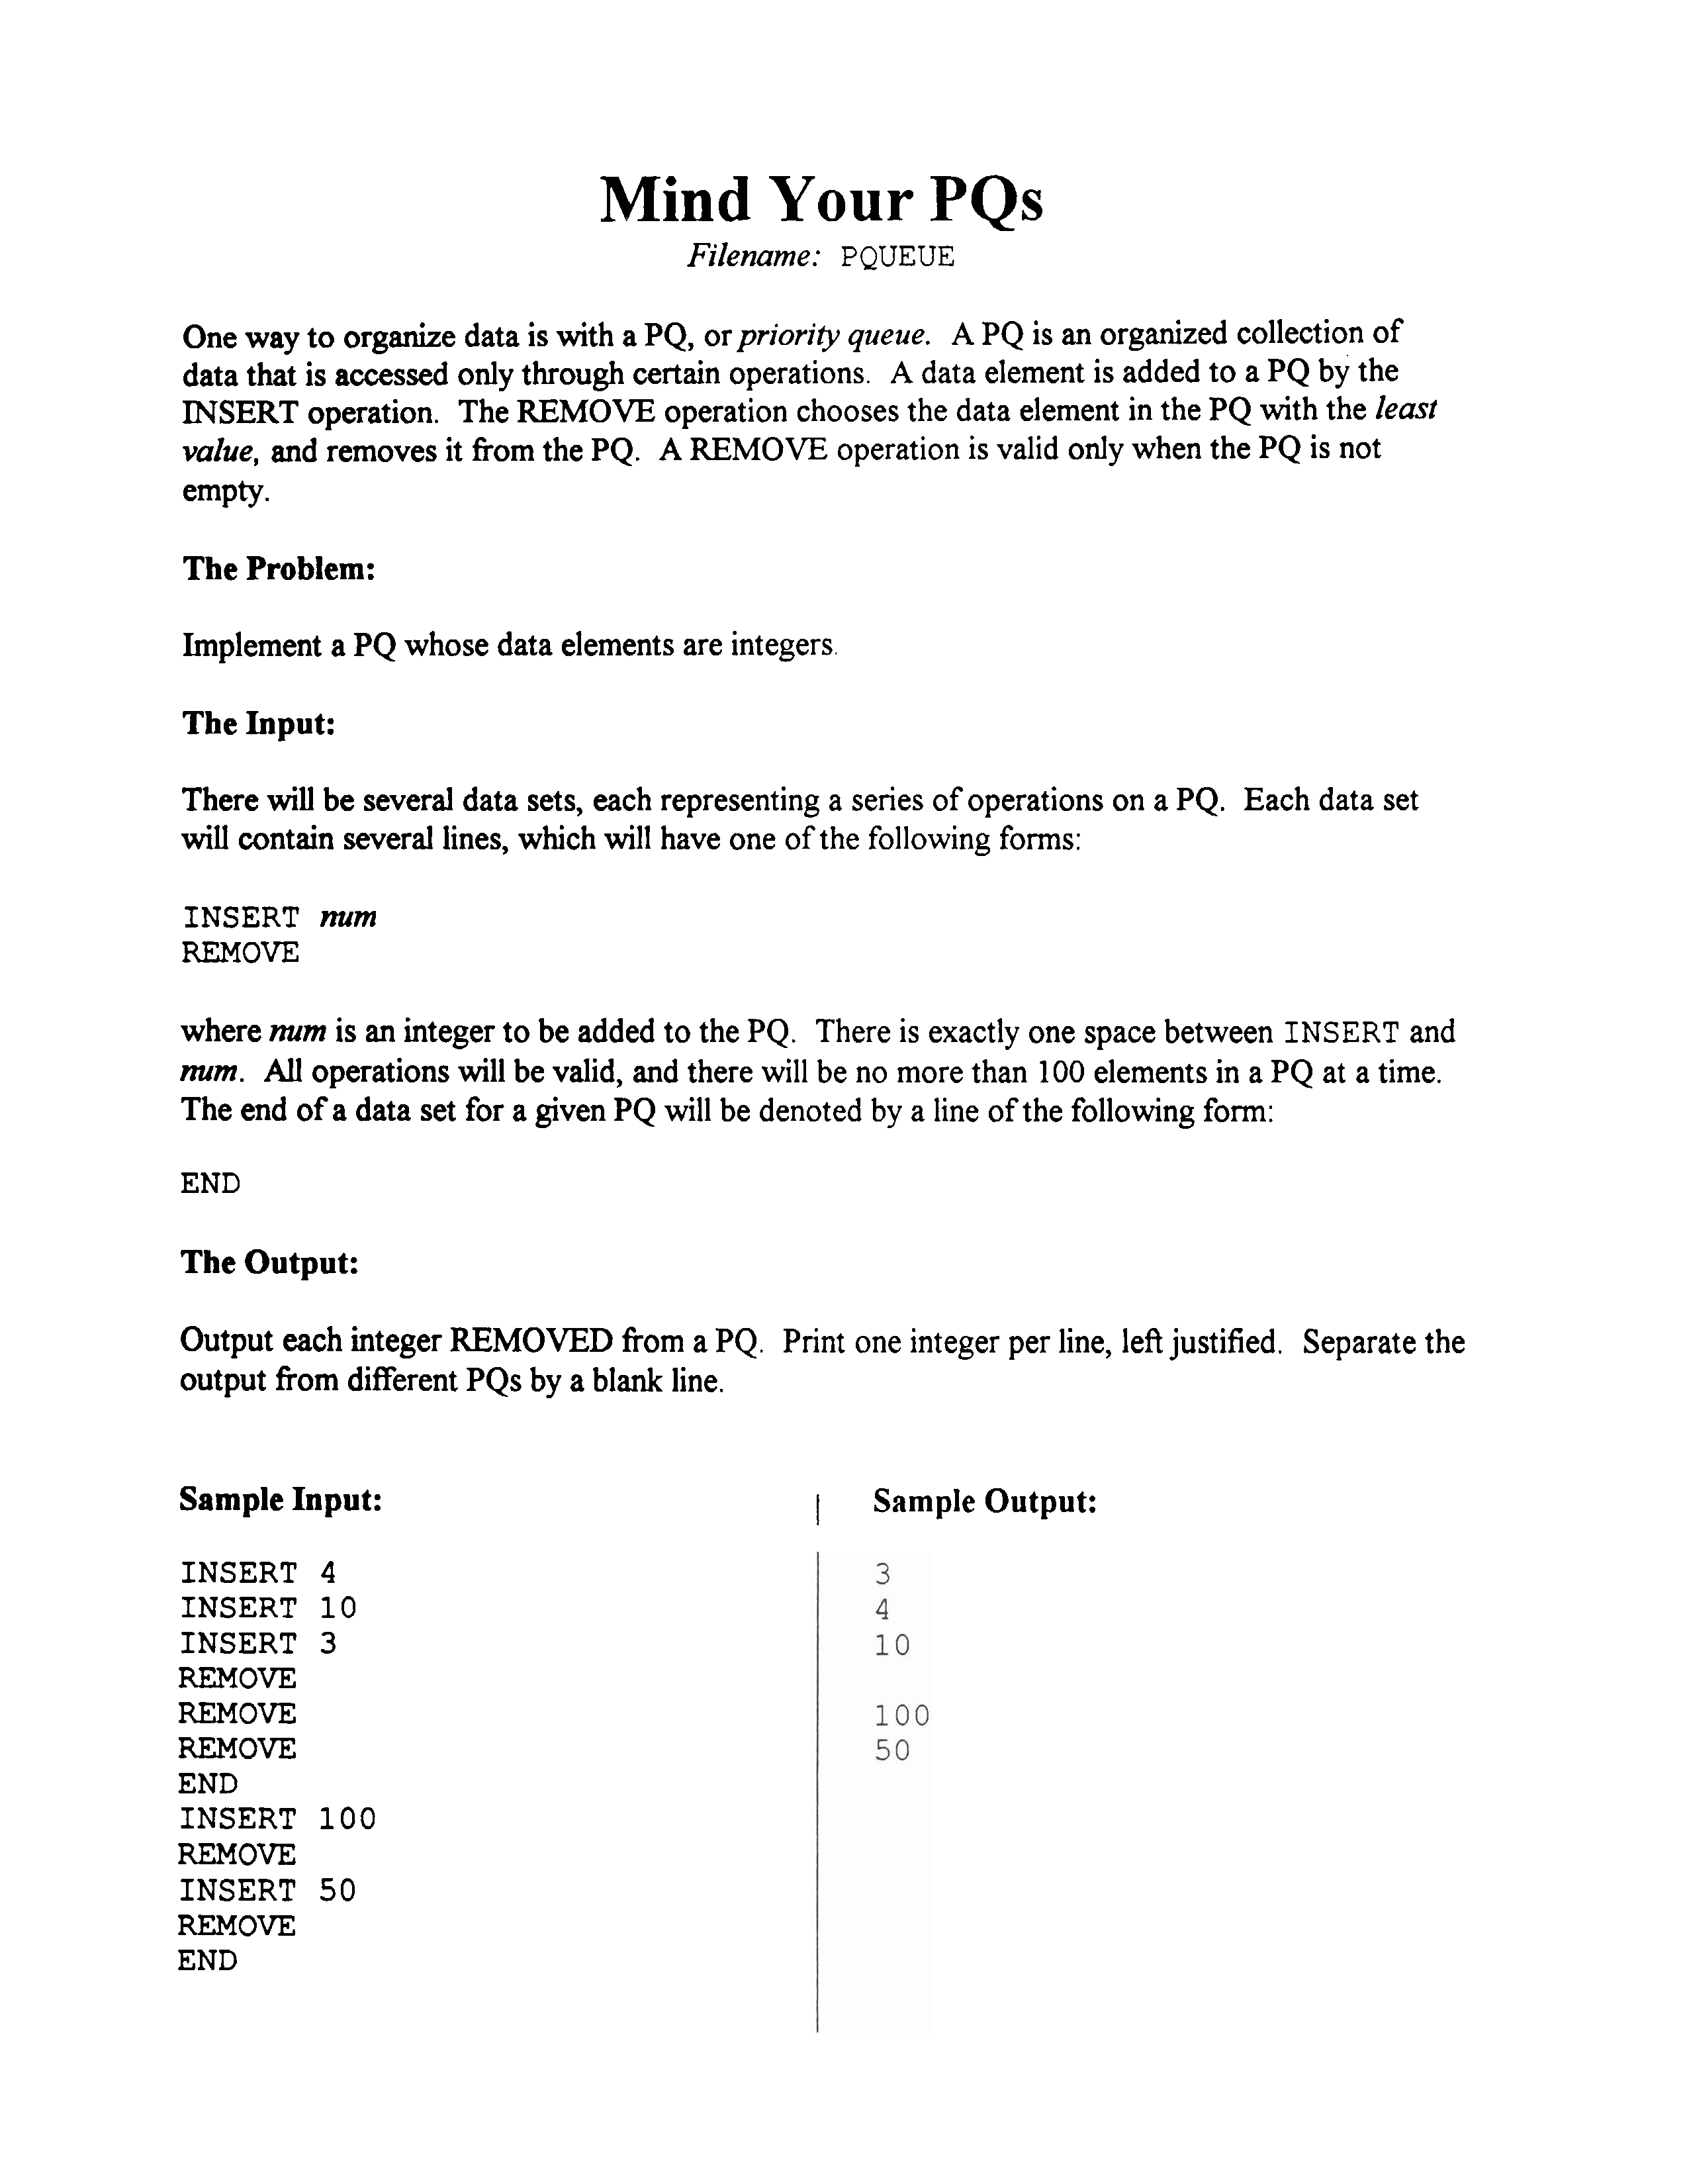 Mind Your PQs
Filename: PQUEUE
One way to organize data is with a PQ, or priority queue. A PQ is an organized collection of
data that is accessed only through certain operations. A data element is added to a PQ by the
INSERT operation. The REMOVE operation chooses the data element in the PQ with the least
value, and removes it from the PQ. A REMOVE operation is valid only when the PQ is not
empty.
The Problem:
Implement a PQ whose data elements are integers.
The Input:
There will be several data sets, each representing a series of operations on a PQ. Each data set
will contain several lines, which will have one of the following forms:
INSERT num
REMOVE
where num is an integer to be added to the PQ. There is exactly one space between INSERT and
num. All operations will be valid, and there will be no more than 100 elements in a PQ at a time.
The end of a data set for a given PQ will be denoted by a line of the following form:
END
The Output:
Output each integer REMOVED from a PQ. Print one integer per line, left justified. Separate the
output from different PQs by a blank line.
Sample Input:
INSERT 4
INSERT 10
INSERT 3
REMOVE
REMOVE
REMOVE
END
INSERT 100
REMOVE
INSERT 50
REMOVE
END
Sample Output:
3
4
10
100
50